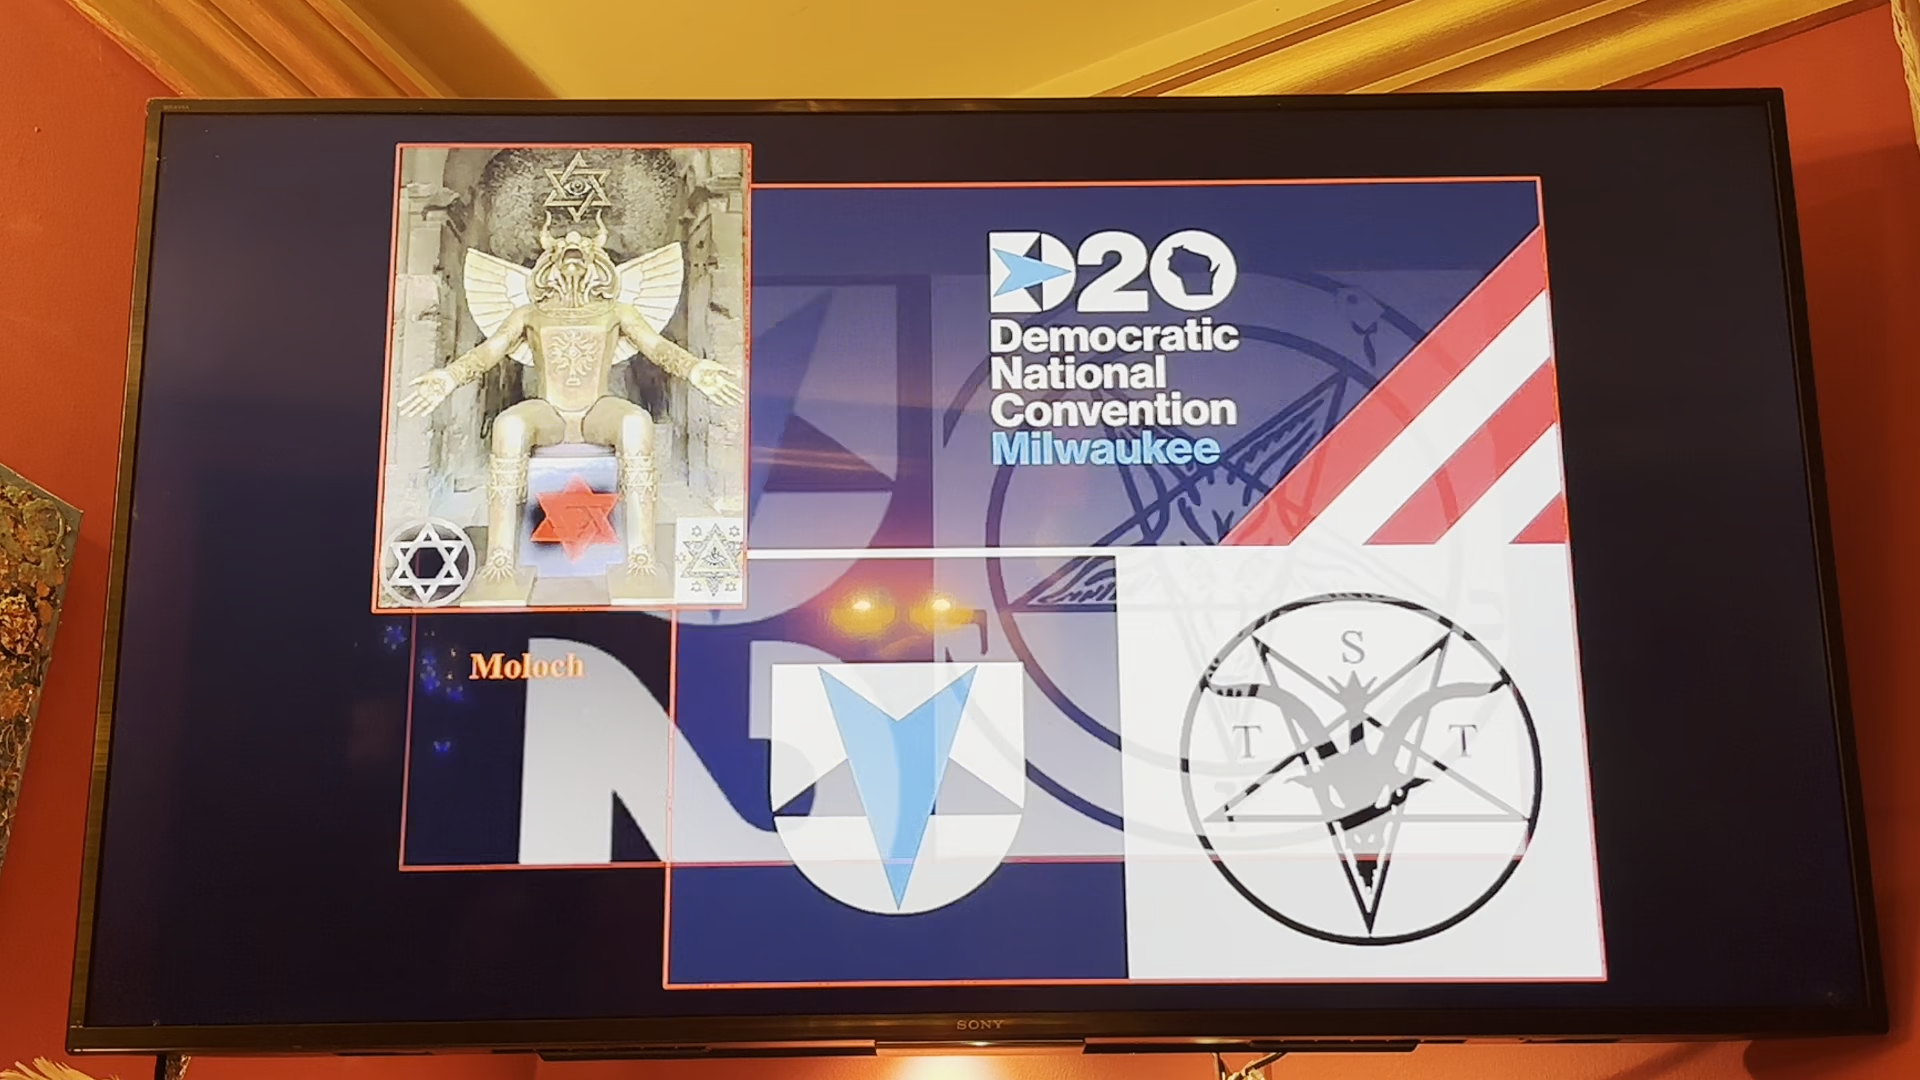 D20
Democratic
National
Convention
Milwaukee
Moloch
S
T T
SONY